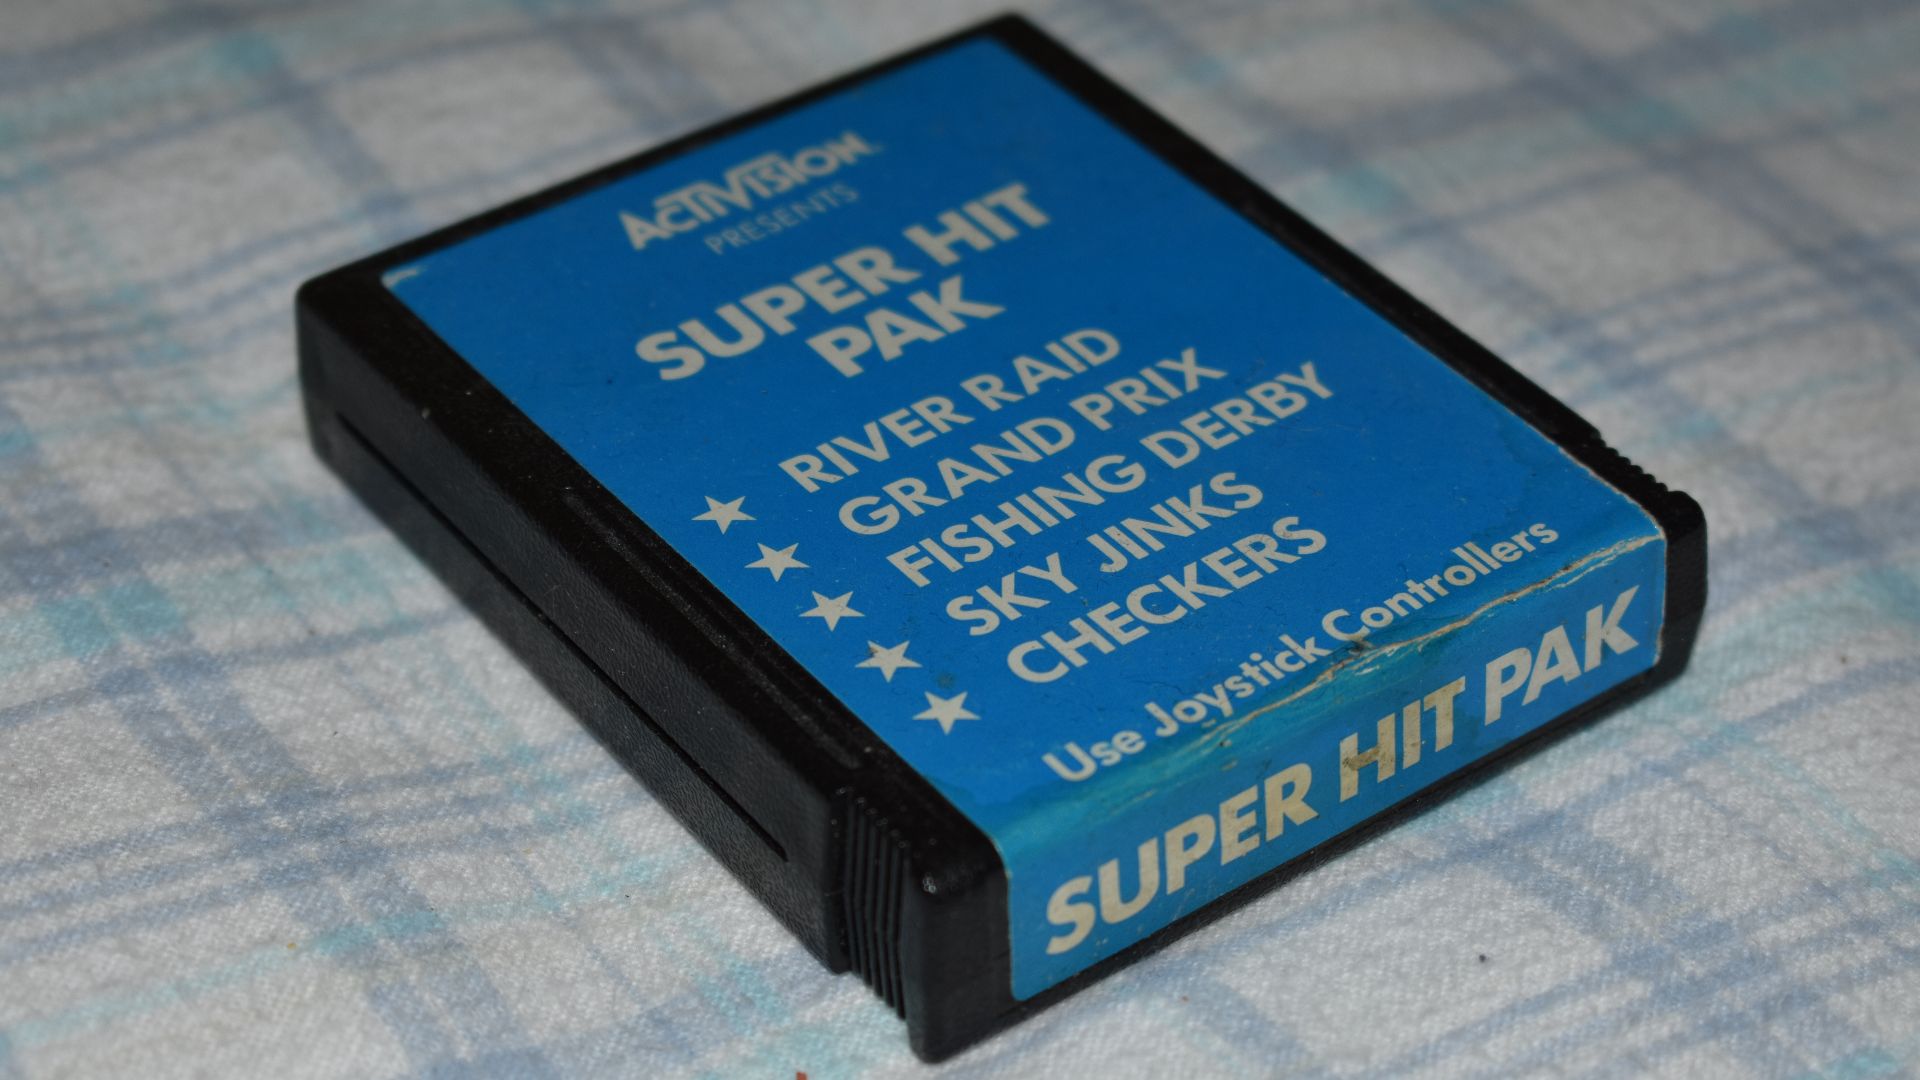 ACTIVISION
PRESENTS
SUPER HIT
PAK
★ RIVER RAID
★ GRAND PRIX
★ FISHING DERBY
★ SKY JINKS
★ CHECKERS
Use Joystick Controllers
SUPER HIT PAK